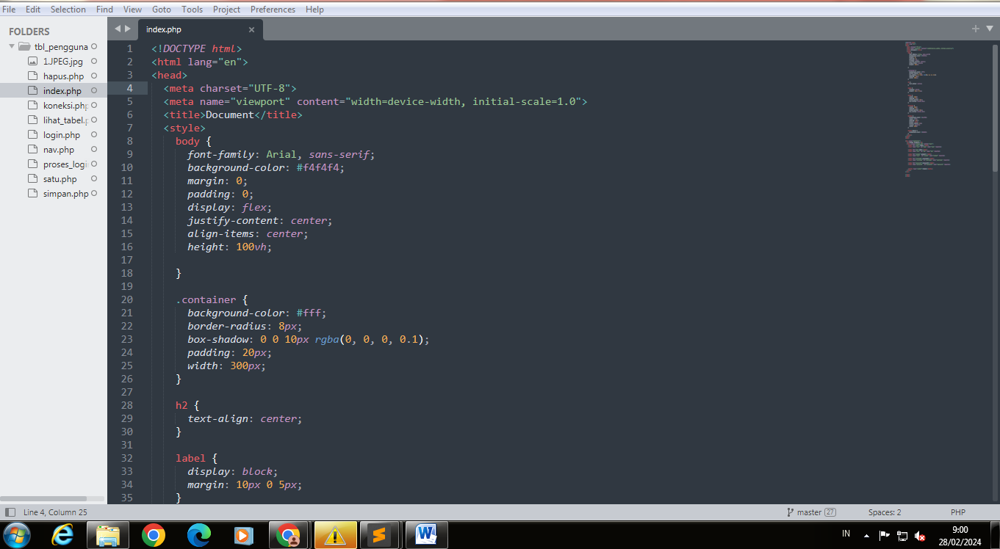 File Edit Selection Find View Goto Tools Project Preferences Help
FOLDERS
tbl_pengguna
1.JPEG.jpg
hapus.php
index.php
koneksi.php
lihat_tabel.p
login.php
nav.php
proses_logi
satu.php
simpan.php
index.php
1 <!DOCTYPE html>
2 <html lang="en">
3 <head>
4 <meta charset="UTF-8">
5 <meta name="viewport" content="width=device-width, initial-scale=1.0">
6 <title>Document</title>
7 <style>
8 body {
9 font-family: Arial, sans-serif;
10 background-color: #f4f4f4;
11 margin: 0;
12 padding: 0;
13 display: flex;
14 justify-content: center;
15 align-items: center;
16 height: 100vh;
17
18 }
19
20 .container {
21 background-color: #fff;
22 border-radius: 8px;
23 box-shadow: 0 0 10px rgba(0, 0, 0, 0.1);
24 padding: 20px;
25 width: 300px;
26 }
27
28 h2 {
29 text-align: center;
30 }
31
32 label {
33 display: block;
34 margin: 10px 0 5px;
35 }
Line 4, Column 25 master 27 Spaces: 2 PHP
IN 9:00
28/02/2024